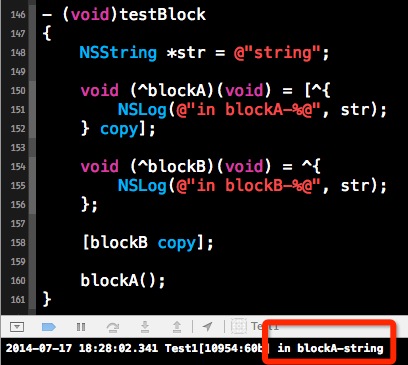 146 - (void)testBlock
147 {
148 NSString *str = @"string";
149
150 void (^blockA)(void) = [^{
151 NSLog(@"in blockA-%@", str);
152 } copy];
153
154 void (^blockB)(void) = ^{
155 NSLog(@"in blockB-%@", str);
156 };
157
158 [blockB copy];
159
160 blockA();
161 }
Test1
2014-07-17 18:28:02.341 Test1[10954:60b] in blockA-string